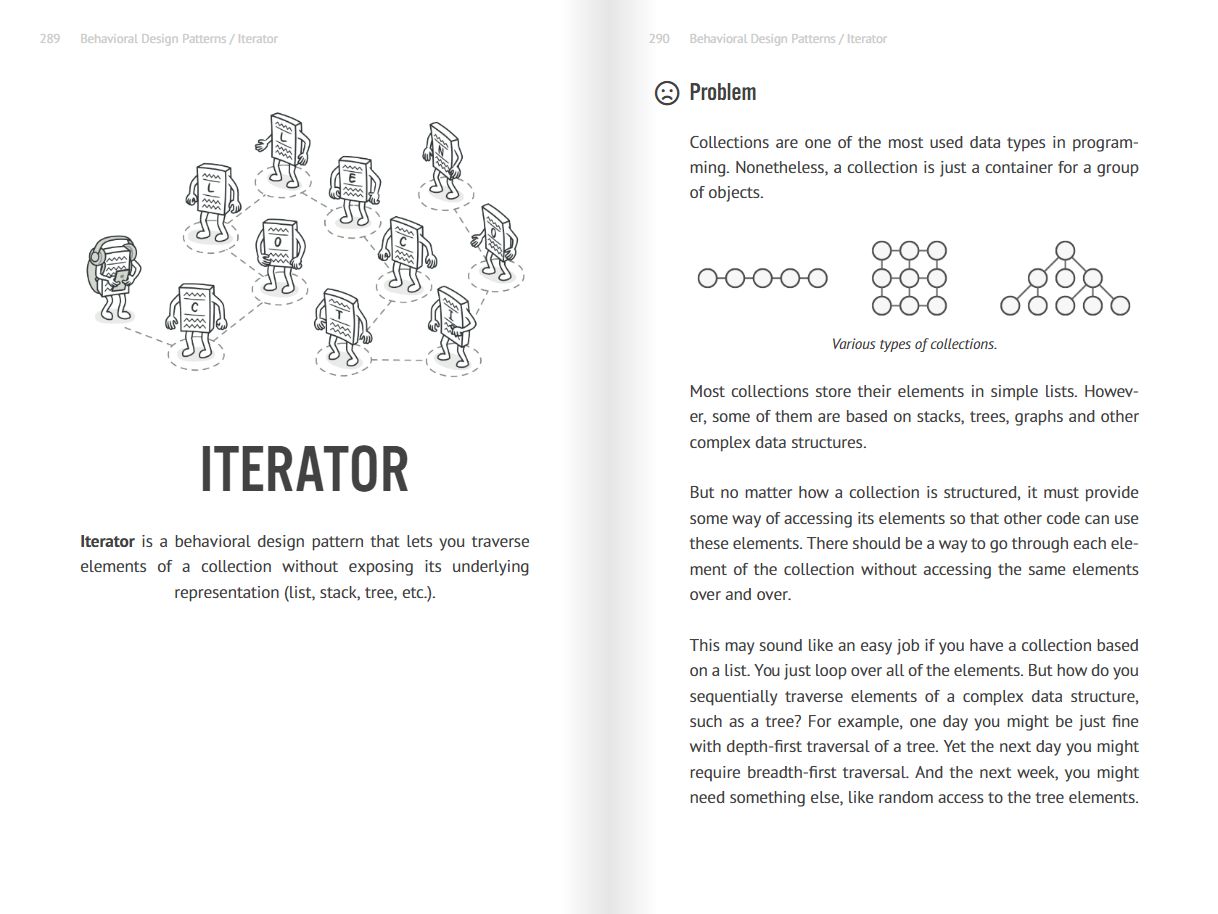 289 Behavioral Design Patterns / Iterator
L
N
L
E
O
C
O
C
T
I
ITERATOR
Iterator is a behavioral design pattern that lets you traverse
elements of a collection without exposing its underlying
representation (list, stack, tree, etc.).
290 Behavioral Design Patterns / Iterator
Problem
Collections are one of the most used data types in program-
ming. Nonetheless, a collection is just a container for a group
of objects.
Various types of collections.
Most collections store their elements in simple lists. Howev-
er, some of them are based on stacks, trees, graphs and other
complex data structures.
But no matter how a collection is structured, it must provide
some way of accessing its elements so that other code can use
these elements. There should be a way to go through each ele-
ment of the collection without accessing the same elements
over and over.
This may sound like an easy job if you have a collection based
on a list. You just loop over all of the elements. But how do you
sequentially traverse elements of a complex data structure,
such as a tree? For example, one day you might be just fine
with depth-first traversal of a tree. Yet the next day you might
require breadth-first traversal. And the next week, you might
need something else, like random access to the tree elements.